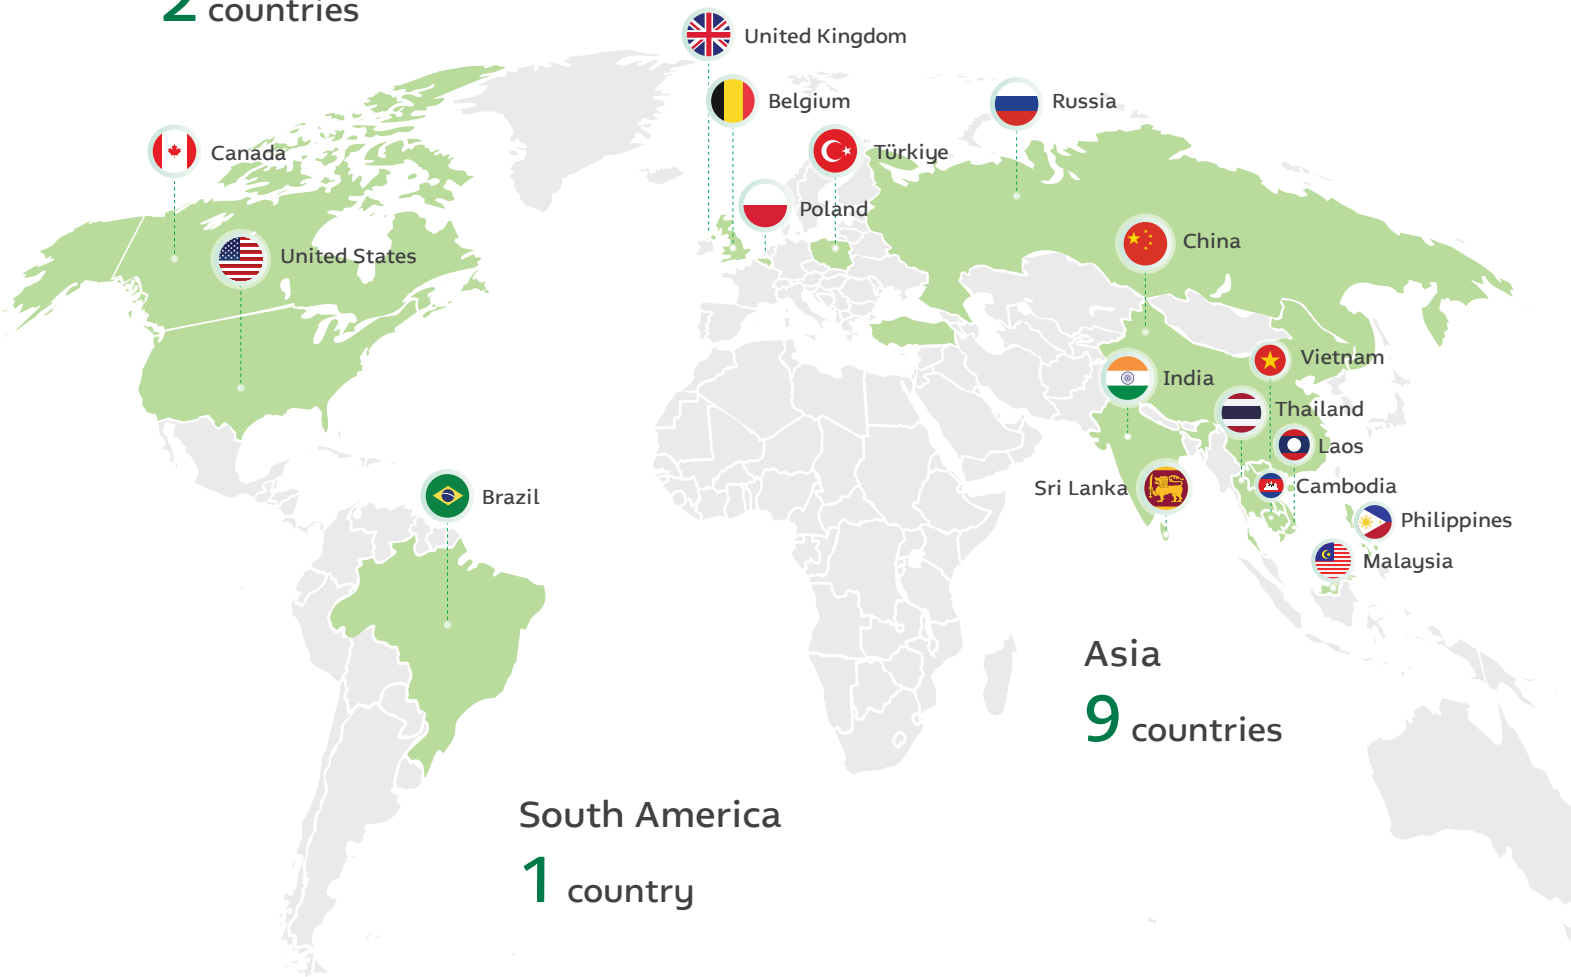 2 countries
United Kingdom
Belgium
Russia
Canada
Türkiye
Poland
United States
China
Vietnam
India
Thailand
Laos
Sri Lanka
Cambodia
Brazil
Philippines
Malaysia
Asia
9 countries
South America
1 country